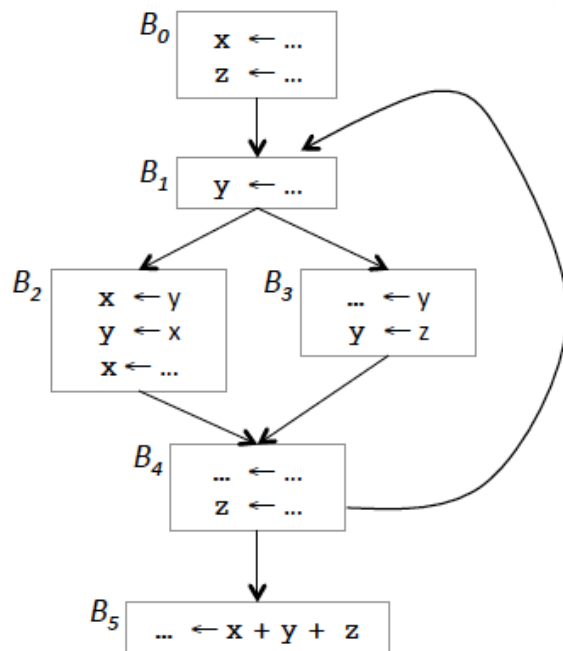 B0
x ← ...
z ← ...
B1
y ← ...
B2
x ← y
y ← x
x ← ...
B3
... ← y
y ← z
B4
... ← ...
z ← ...
B5
... ← x + y + z